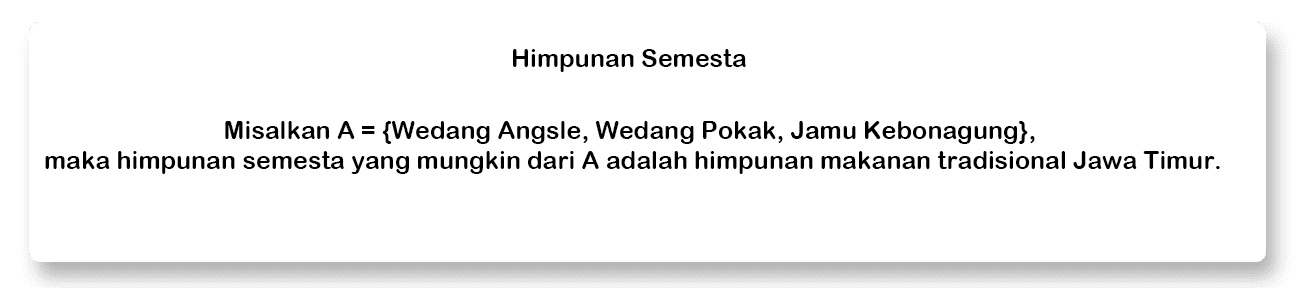 Himpunan Semesta
Misalkan A = {Wedang Angsle, Wedang Pokak, Jamu Kebonagung},
maka himpunan semesta yang mungkin dari A adalah himpunan makanan tradisional Jawa Timur.